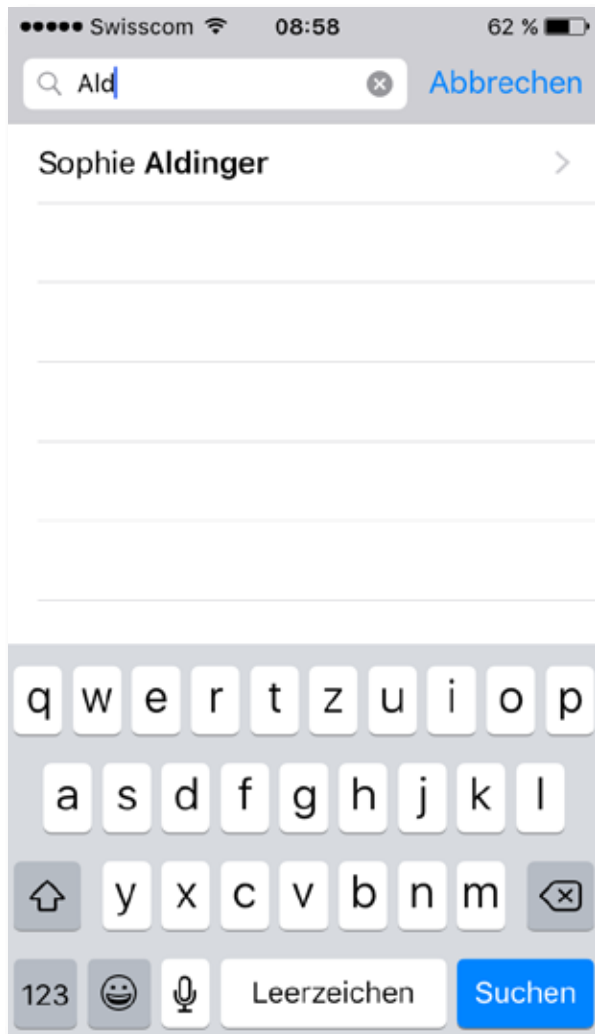 Swisscom 08:58 62 %
Ald Abbrechen
Sophie Aldinger
q w e r t z u i o p
a s d f g h j k l
y x c v b n m
123 Leerzeichen Suchen